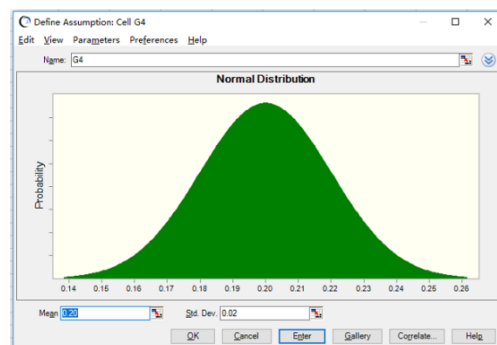 Define Assumption: Cell G4
Edit View Parameters Preferences Help
Name: G4
Normal Distribution
Probability
0.14 0.15 0.16 0.17 0.18 0.19 0.20 0.21 0.22 0.23 0.24 0.25 0.26
Mean 0.20 Std. Dev. 0.02
OK Cancel Enter Gallery Correlate... Help